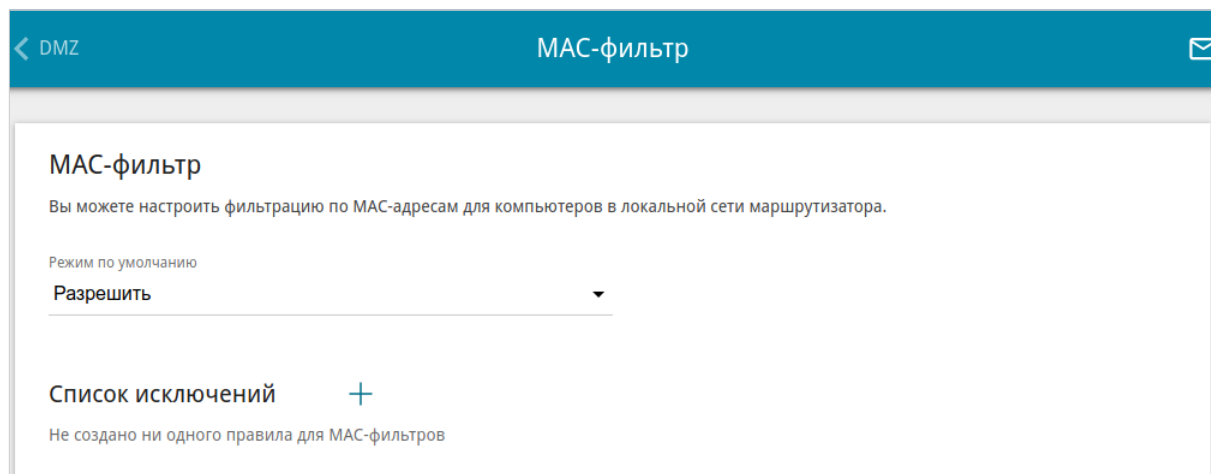 DMZ
MAC-фильтр
MAC-фильтр
Вы можете настроить фильтрацию по MAC-адресам для компьютеров в локальной сети маршрутизатора.
Режим по умолчанию
Разрешить
Список исключений
Не создано ни одного правила для MAC-фильтров